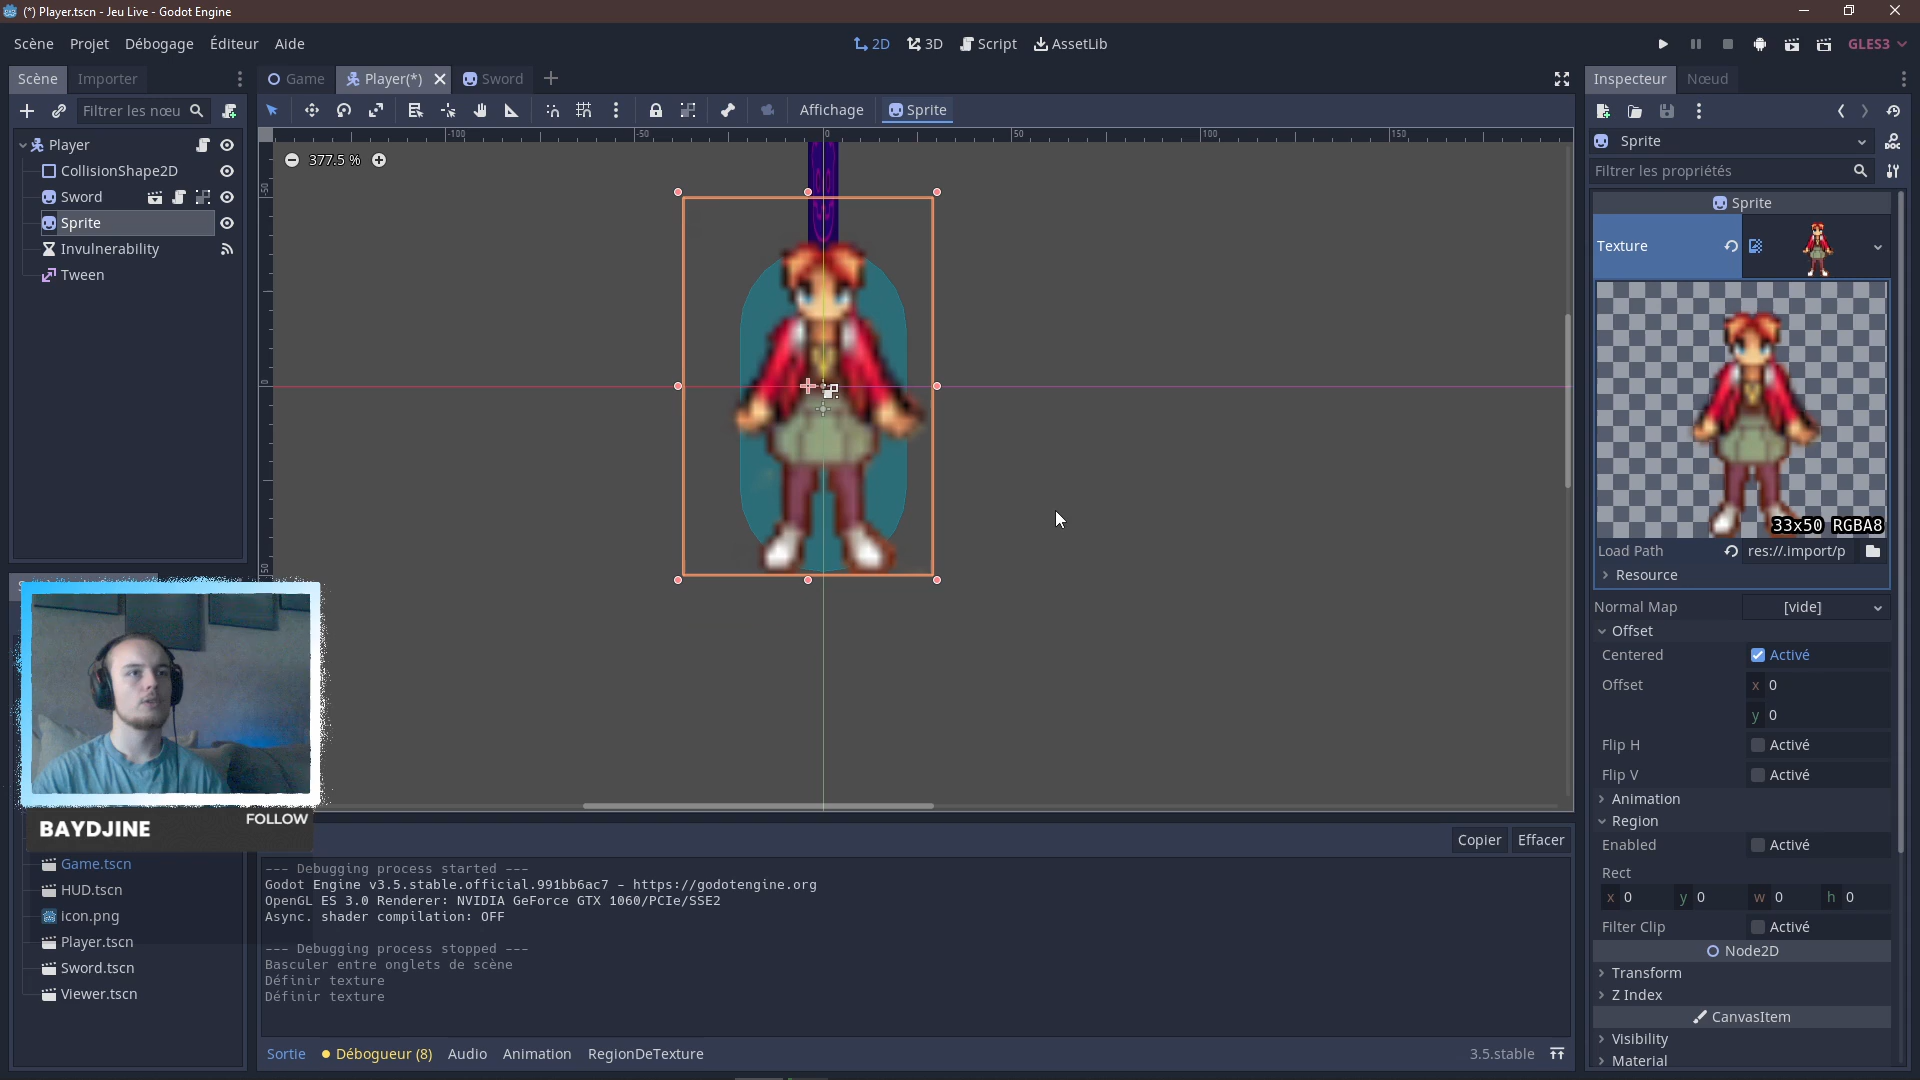 (*) Player.tscn - Jeu Live - Godot Engine
Scène Projet Débogage Éditeur Aide
2D 3D Script AssetLib
GLES3
Scène Importer
Game Player(*) Sword
Inspecteur Nœud
Filtrer les nœu
Affichage Sprite
Player
CollisionShape2D
Sword
Sprite
Invulnerability
Tween
-100 -50 0 50 100 150
-50
0
50
377.5 %
Sprite
Filtrer les propriétés
Sprite
Texture
33x50 RGBA8
Load Path res://.import/p
Resource
Normal Map [vide]
Offset
Centered Activé
Offset x 0
y 0
Flip H Activé
Flip V Activé
Animation
Region
Enabled Activé
Rect
x 0 y 0 w 0 h 0
Filter Clip Activé
Node2D
Transform
Z Index
CanvasItem
Visibility
Material
BAYDJINE
FOLLOW
Game.tscn
HUD.tscn
icon.png
Player.tscn
Sword.tscn
Viewer.tscn
Copier Effacer
--- Debugging process started ---
Godot Engine v3.5.stable.official.991bb6ac7 - https://godotengine.org
OpenGL ES 3.0 Renderer: NVIDIA GeForce GTX 1060/PCIe/SSE2
Async. shader compilation: OFF
--- Debugging process stopped ---
Basculer entre onglets de scène
Définir texture
Définir texture
Sortie Débogueur (8) Audio Animation RegionDeTexture
3.5.stable